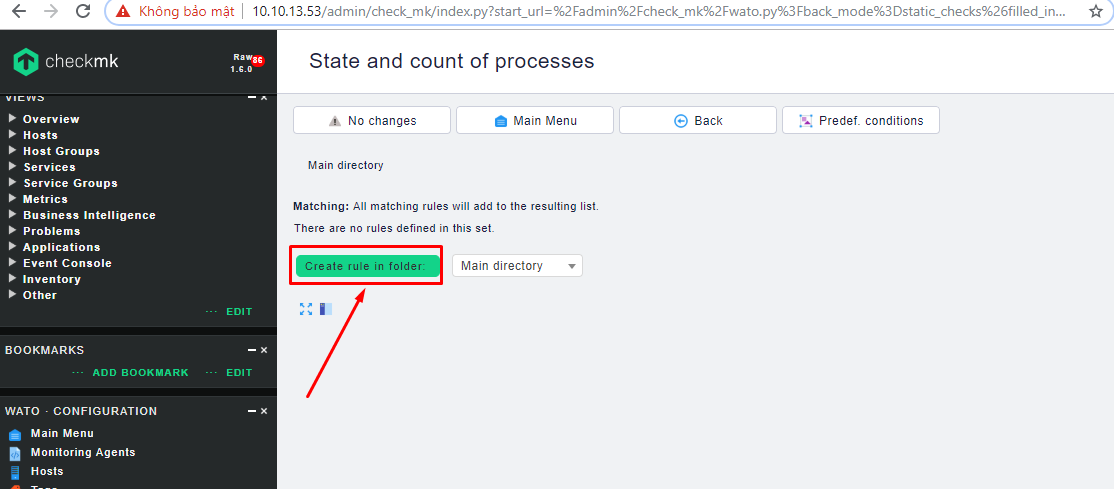 Không bảo mật
10.10.13.53/admin/check_mk/index.py?start_url=%2Fadmin%2Fcheck_mk%2Fwato.py%3Fback_mode%3Dstatic_checks%26filled_in...
checkmk
Raw
86
1.6.0
State and count of processes
VIEWS
Overview
Hosts
Host Groups
Services
Service Groups
Metrics
Business Intelligence
Problems
Applications
Event Console
Inventory
Other
... EDIT
BOOKMARKS
... ADD BOOKMARK ... EDIT
WATO · CONFIGURATION
Main Menu
Monitoring Agents
Hosts
Tags
No changes
Main Menu
Back
Predef. conditions
Main directory
Matching: All matching rules will add to the resulting list.
There are no rules defined in this set.
Create rule in folder:
Main directory